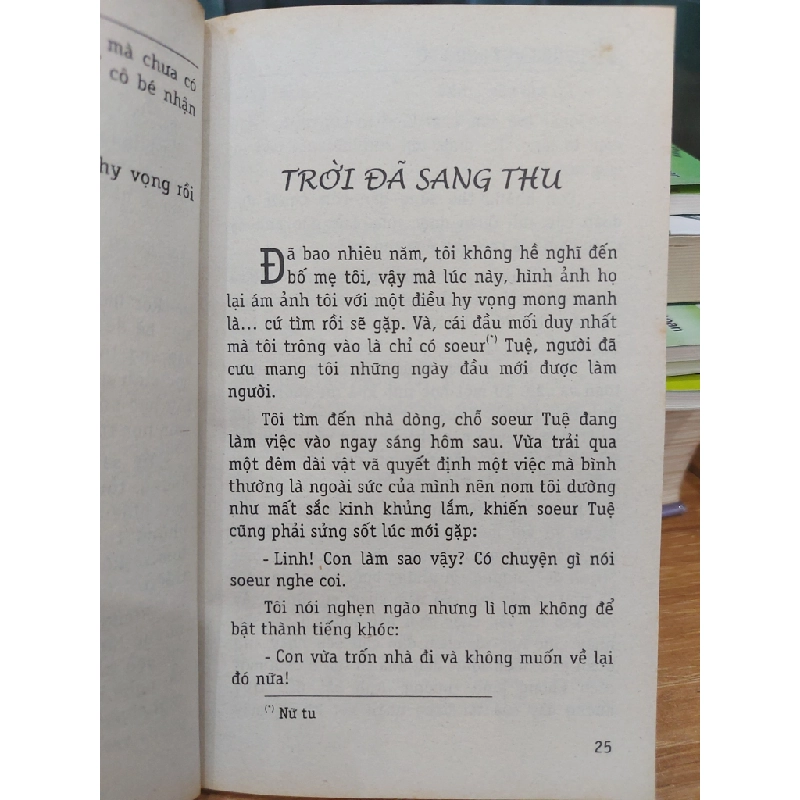 mà chưa có
cô bé nhận
hy vọng rồi
TRỜI ĐÃ SANG THU
Đã bao nhiêu năm, tôi không hề nghĩ đến
bố mẹ tôi, vậy mà lúc này, hình ảnh họ
lại ám ảnh tôi với một điều hy vọng mong manh
là... cứ tìm rồi sẽ gặp. Và, cái đầu mối duy nhất
mà tôi trông vào là chỉ có soeur(*) Tuệ, người đã
cưu mang tôi những ngày đầu mới được làm
người.
Tôi tìm đến nhà dòng, chỗ soeur Tuệ đang
làm việc vào ngay sáng hôm sau. Vừa trải qua
một đêm dài vật vã quyết định một việc mà bình
thường là ngoài sức của mình nên nom tôi dường
như mất sắc kinh khủng lắm, khiến soeur Tuệ
cũng phải sửng sốt lúc mới gặp:
- Linh! Con làm sao vậy? Có chuyện gì nói
soeur nghe coi.
Tôi nói nghẹn ngào nhưng lì lợm không để
bật thành tiếng khóc:
- Con vừa trốn nhà đi và không muốn về lại
đó nữa!
(*) Nữ tu
25